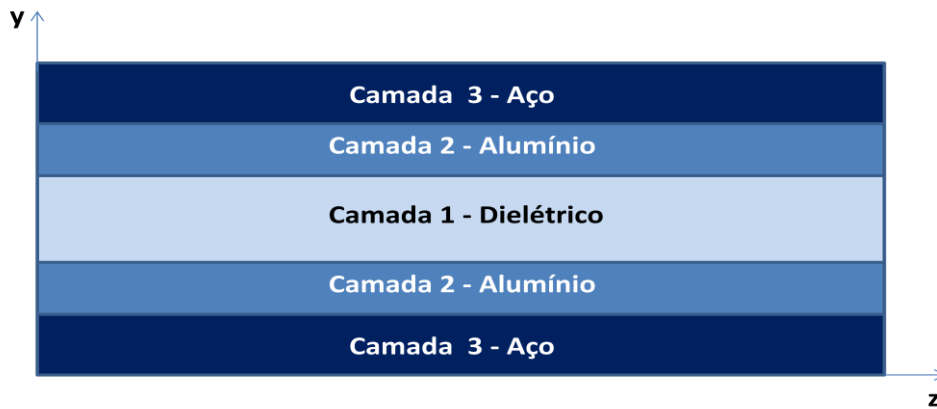 y
Camada 3 - Aço
Camada 2 - Alumínio
Camada 1 - Dielétrico
Camada 2 - Alumínio
Camada 3 - Aço
z